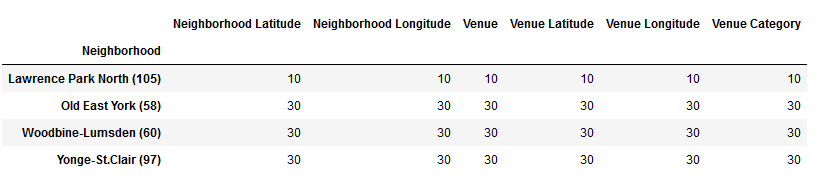 Neighborhood Latitude Neighborhood Longitude Venue Venue Latitude Venue Longitude Venue Category
Neighborhood
Lawrence Park North (105) 10 10 10 10 10 10
Old East York (58) 30 30 30 30 30 30
Woodbine-Lumsden (60) 30 30 30 30 30 30
Yonge-St.Clair (97) 30 30 30 30 30 30